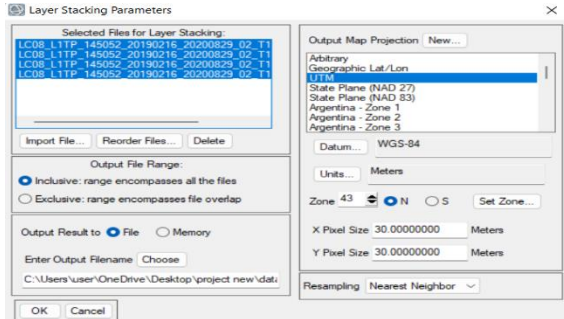 Layer Stacking Parameters
Selected Files for Layer Stacking:
LC08_L1TP_145052_20190216_20200829_02_T1
LC08_L1TP_145052_20190216_20200829_02_T1
LC08_L1TP_145052_20190216_20200829_02_T1
LC08_L1TP_145052_20190216_20200829_02_T1
Import File... Reorder Files... Delete
Output File Range:
Inclusive: range encompasses all the files
Exclusive: range encompasses file overlap
Output Result to File Memory
Enter Output Filename Choose
C:\Users\user\OneDrive\Desktop\project new\data
OK Cancel
Output Map Projection New...
Arbitrary
Geographic Lat/Lon
UTM
State Plane (NAD 27)
State Plane (NAD 83)
Argentina - Zone 1
Argentina - Zone 2
Argentina - Zone 3
Datum... WGS-84
Units... Meters
Zone 43 N S Set Zone...
X Pixel Size 30.00000000 Meters
Y Pixel Size 30.00000000 Meters
Resampling Nearest Neighbor